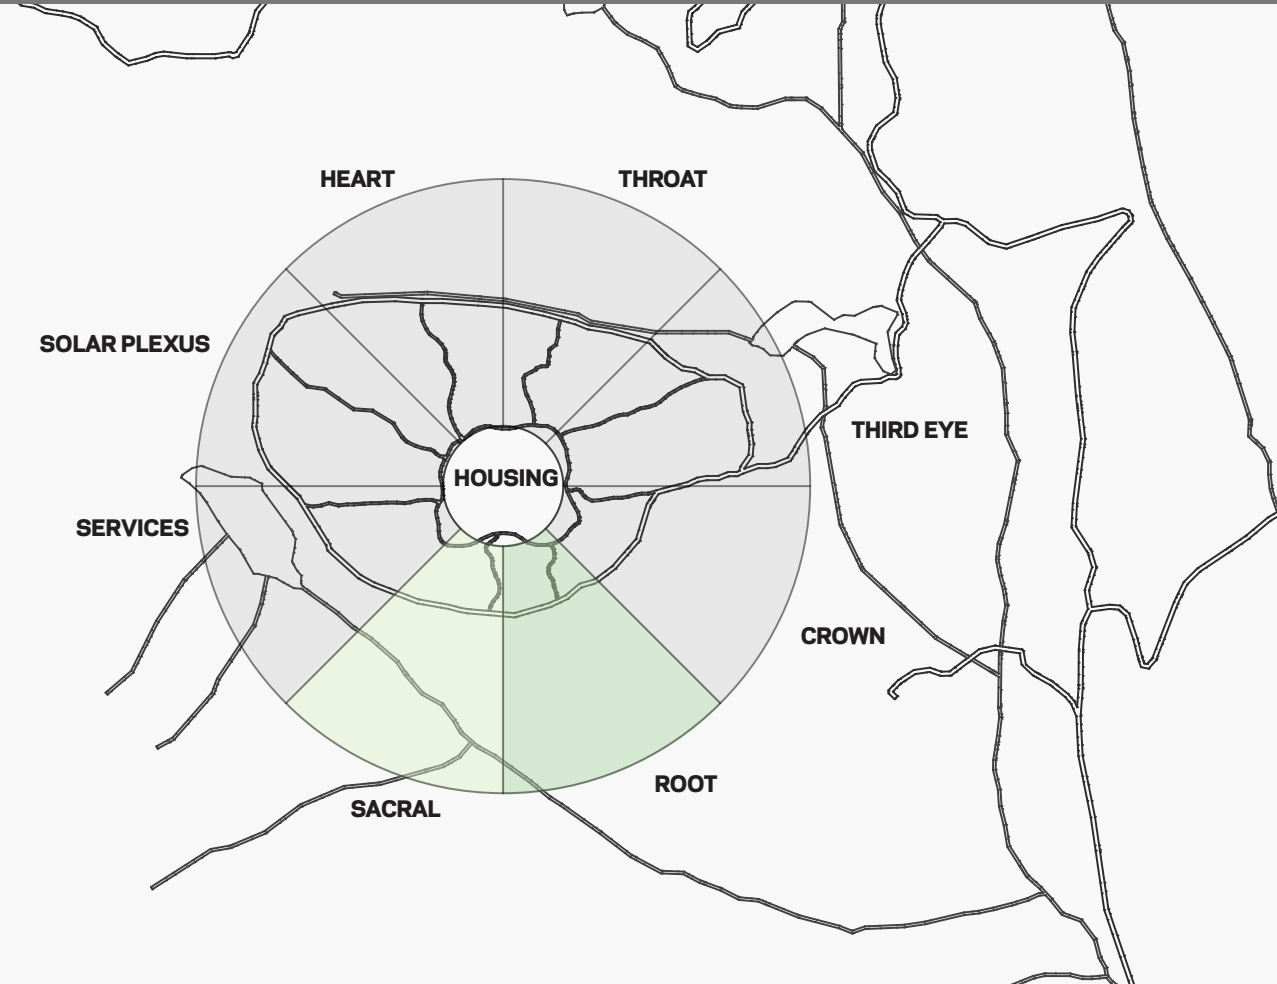 HEART
THROAT
SOLAR PLEXUS
THIRD EYE
HOUSING
SERVICES
CROWN
ROOT
SACRAL